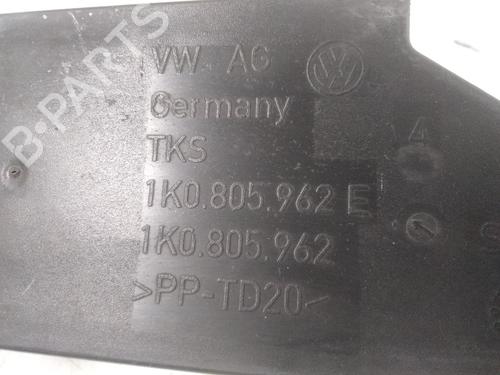 VW AG
Germany
TKS
1K0.805.962 E
1K0.805.962
>PP-TD20<
4
B-PARTS